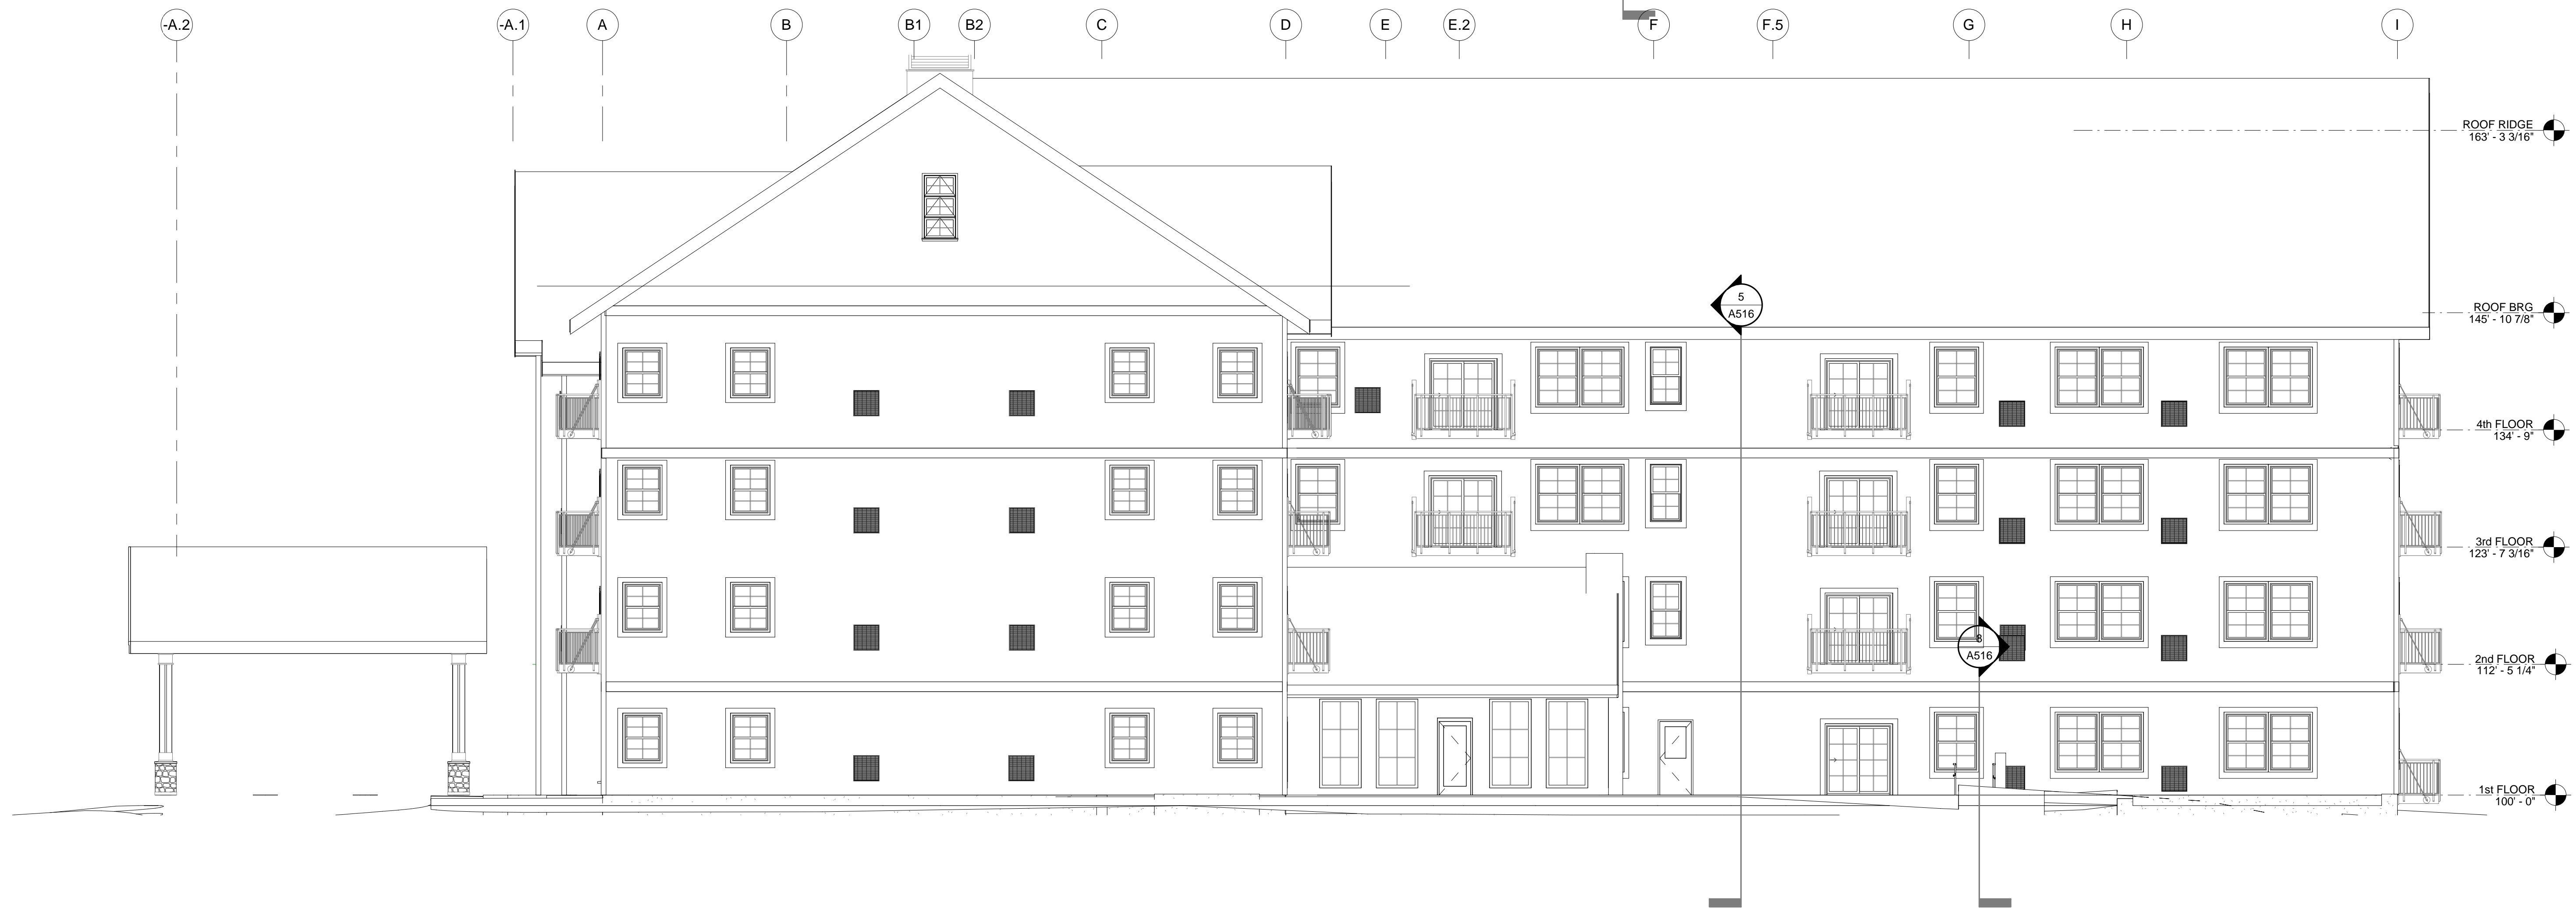 -A.2
-A.1
A
B
B1
B2
C
D
E
E.2
F
F.5
G
H
I
ROOF RIDGE
163' - 3 3/16"
5
A516
ROOF BRG
145' - 10 7/8"
4th FLOOR
134' - 9"
3rd FLOOR
123' - 7 3/16"
8
A516
2nd FLOOR
112' - 5 1/4"
1st FLOOR
100' - 0"